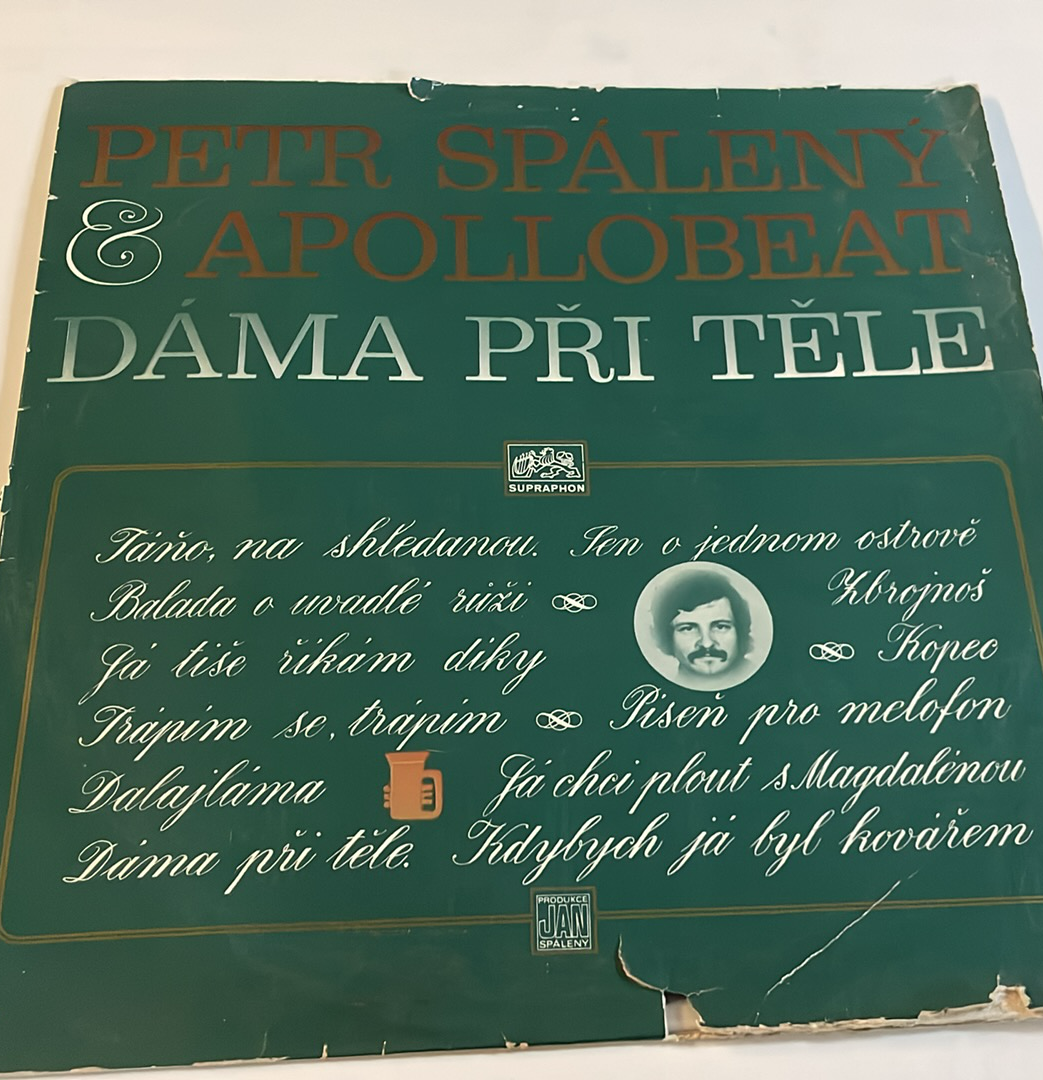 PETR SPÁLENÝ
& APOLLOBEAT
DÁMA PŘI TĚLE
SUPRAPHON
Táňo, na shledanou. Sen o jednom ostrově
Balada o uvadlé růži Zbrojnoš
Já tiše říkám díky Kopec
Trápím se, trápím Píseň pro melofon
Dalajláma Já chci plout s Magdalénou
Dáma při těle. Kdybych já byl kovářem
PRODUKCE
JAN
SPÁLENÝ